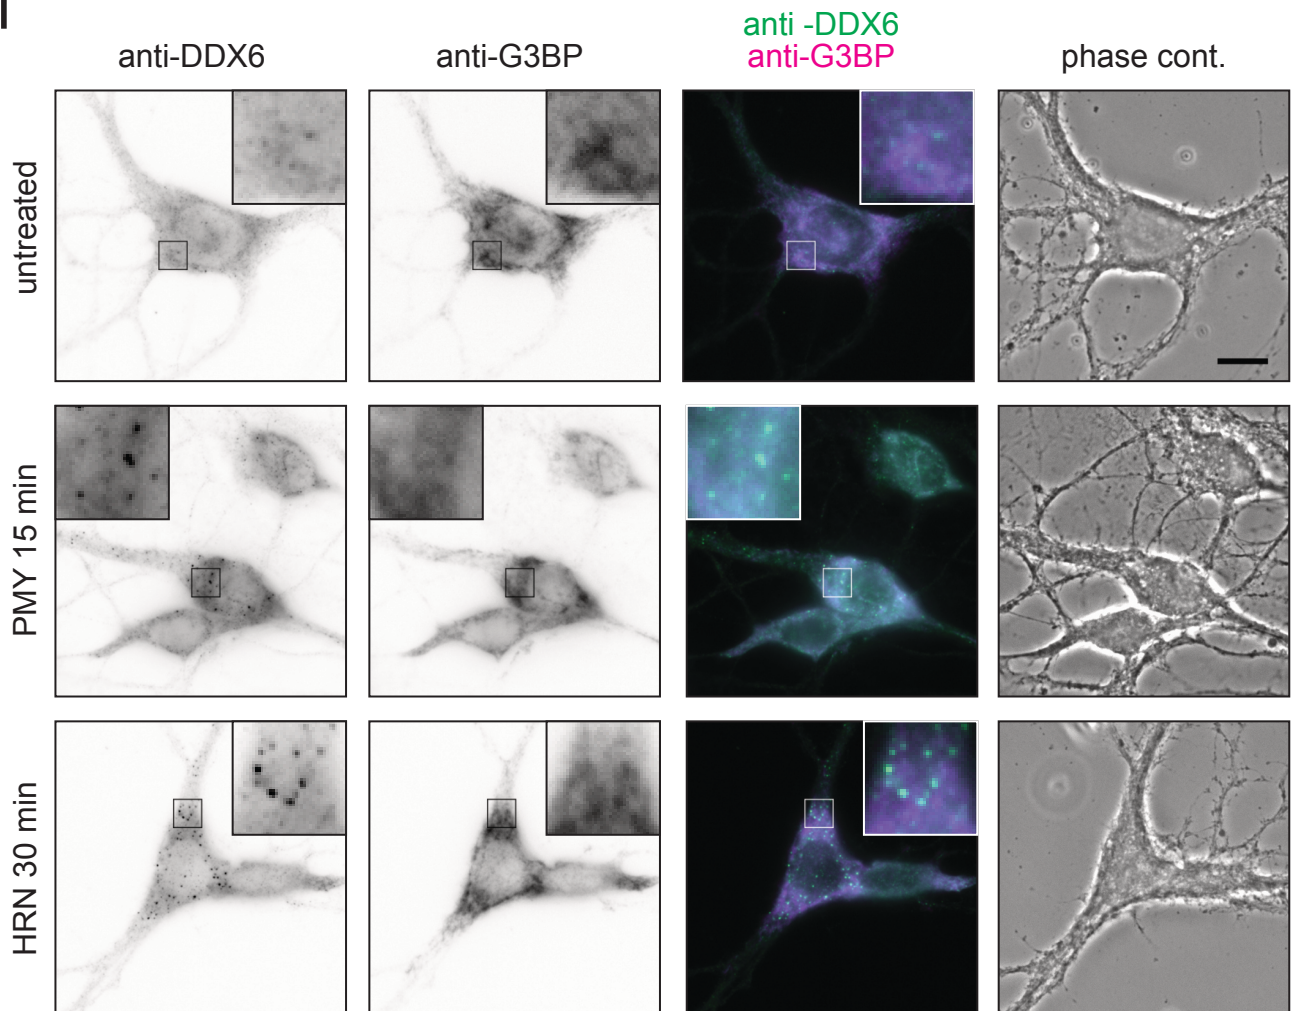 anti -DDX6
anti-DDX6 anti-G3BP anti-G3BP phase cont.
untreated
PMY 15 min
HRN 30 min